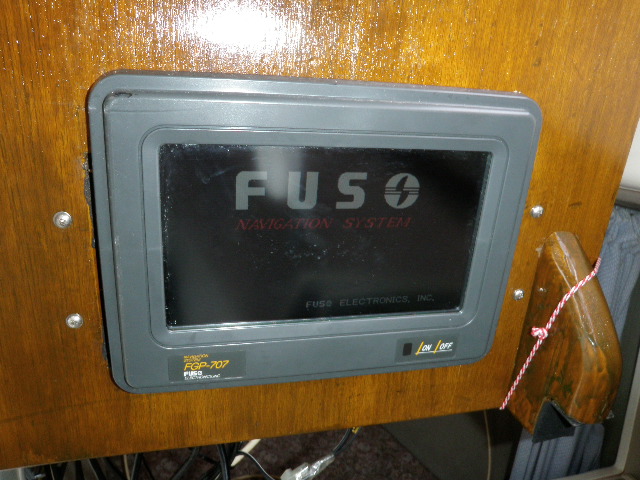 FUSO
NAVIGATION SYSTEM
FUSO ELECTRONICS, INC.
FGP-707
FUSO
ON OFF